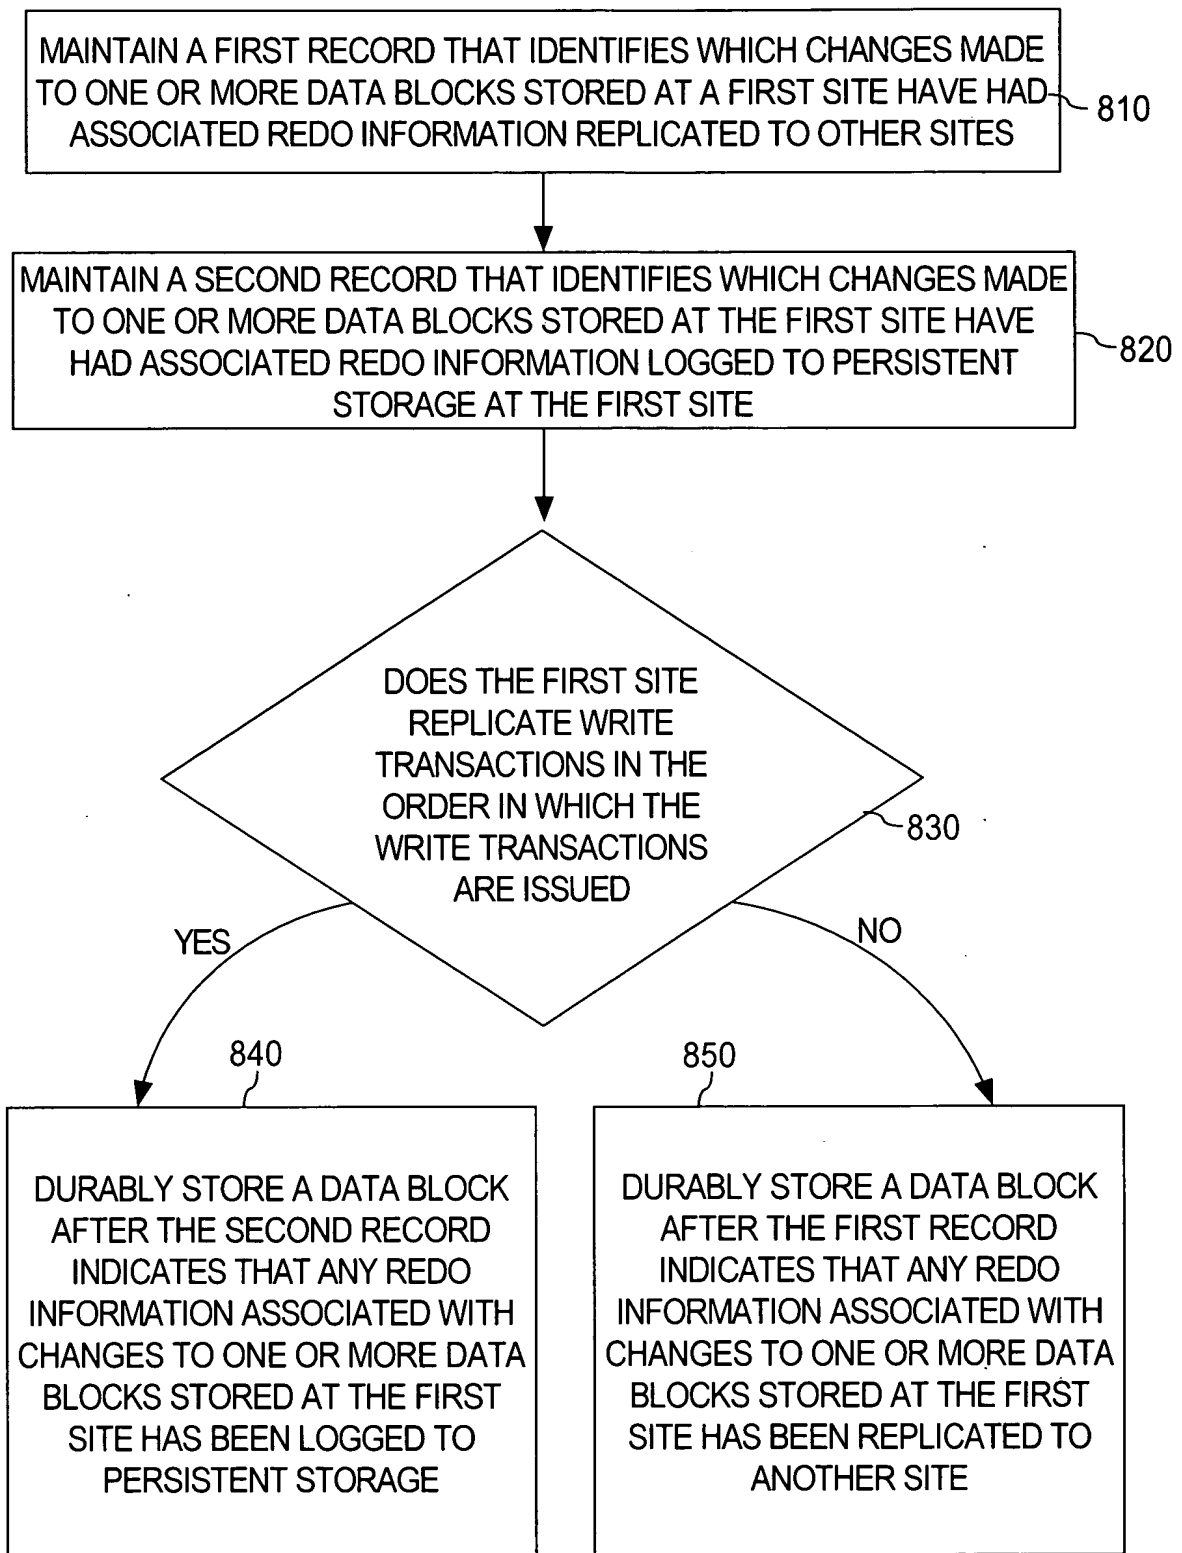 MAINTAIN A FIRST RECORD THAT IDENTIFIES WHICH CHANGES MADE
TO ONE OR MORE DATA BLOCKS STORED AT A FIRST SITE HAVE HAD
ASSOCIATED REDO INFORMATION REPLICATED TO OTHER SITES
810
MAINTAIN A SECOND RECORD THAT IDENTIFIES WHICH CHANGES MADE
TO ONE OR MORE DATA BLOCKS STORED AT THE FIRST SITE HAVE
HAD ASSOCIATED REDO INFORMATION LOGGED TO PERSISTENT
STORAGE AT THE FIRST SITE
820
DOES THE FIRST SITE
REPLICATE WRITE
TRANSACTIONS IN THE
ORDER IN WHICH THE
WRITE TRANSACTIONS
ARE ISSUED
830
YES
NO
840
DURABLY STORE A DATA BLOCK
AFTER THE SECOND RECORD
INDICATES THAT ANY REDO
INFORMATION ASSOCIATED WITH
CHANGES TO ONE OR MORE DATA
BLOCKS STORED AT THE FIRST
SITE HAS BEEN LOGGED TO
PERSISTENT STORAGE
850
DURABLY STORE A DATA BLOCK
AFTER THE FIRST RECORD
INDICATES THAT ANY REDO
INFORMATION ASSOCIATED WITH
CHANGES TO ONE OR MORE DATA
BLOCKS STORED AT THE FIRST
SITE HAS BEEN REPLICATED TO
ANOTHER SITE